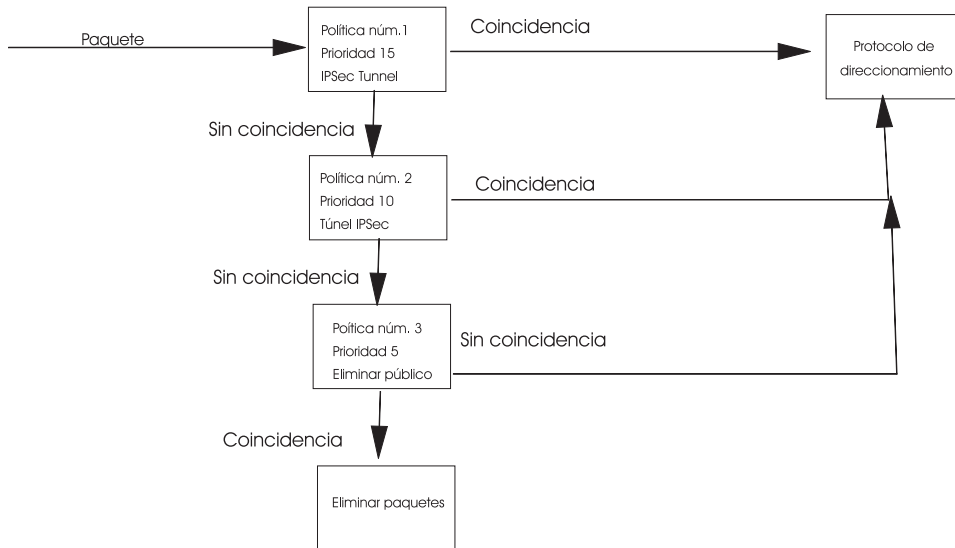 Paquete
Política núm.1
Prioridad 15
IPSec Tunnel
Coincidencia
Protocolo de
direccionamiento
Sin coincidencia
Política núm. 2
Prioridad 10
Túnel IPSec
Coincidencia
Sin coincidencia
Poítica núm. 3
Prioridad 5
Eliminar público
Sin coincidencia
Coincidencia
Eliminar paquetes